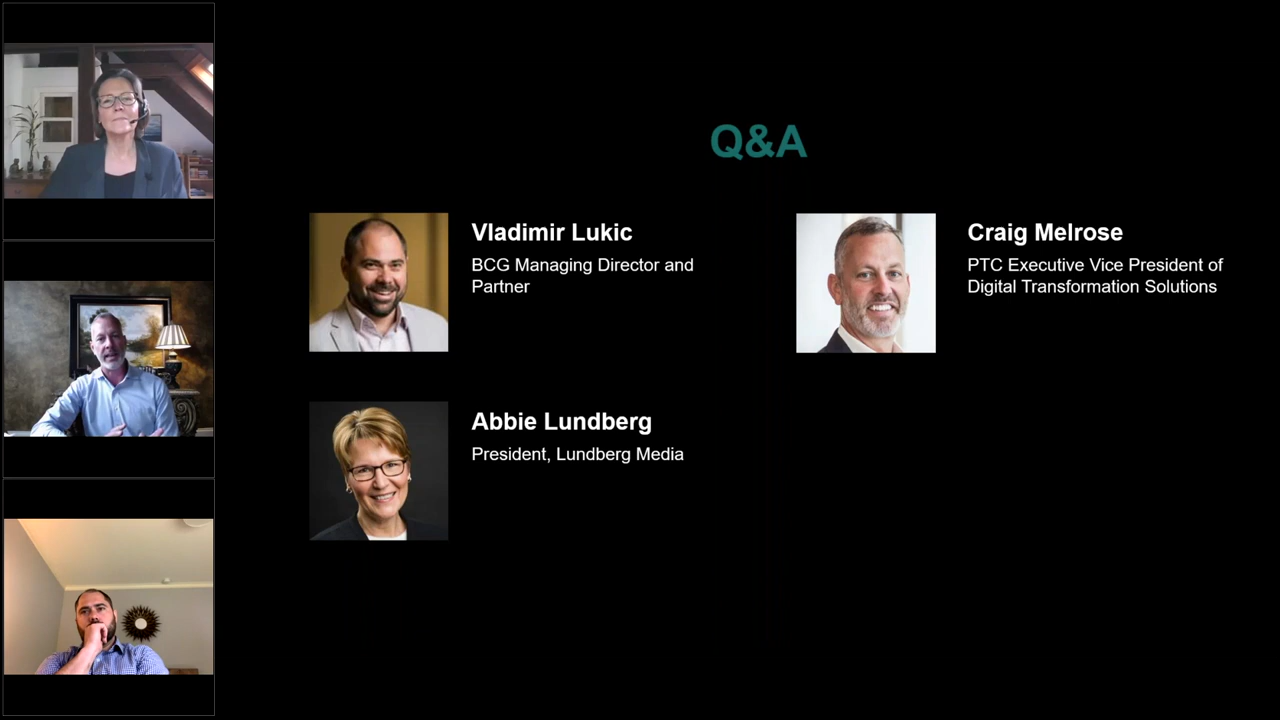 Q&A
Vladimir Lukic
BCG Managing Director and
Partner
Craig Melrose
PTC Executive Vice President of
Digital Transformation Solutions
Abbie Lundberg
President, Lundberg Media